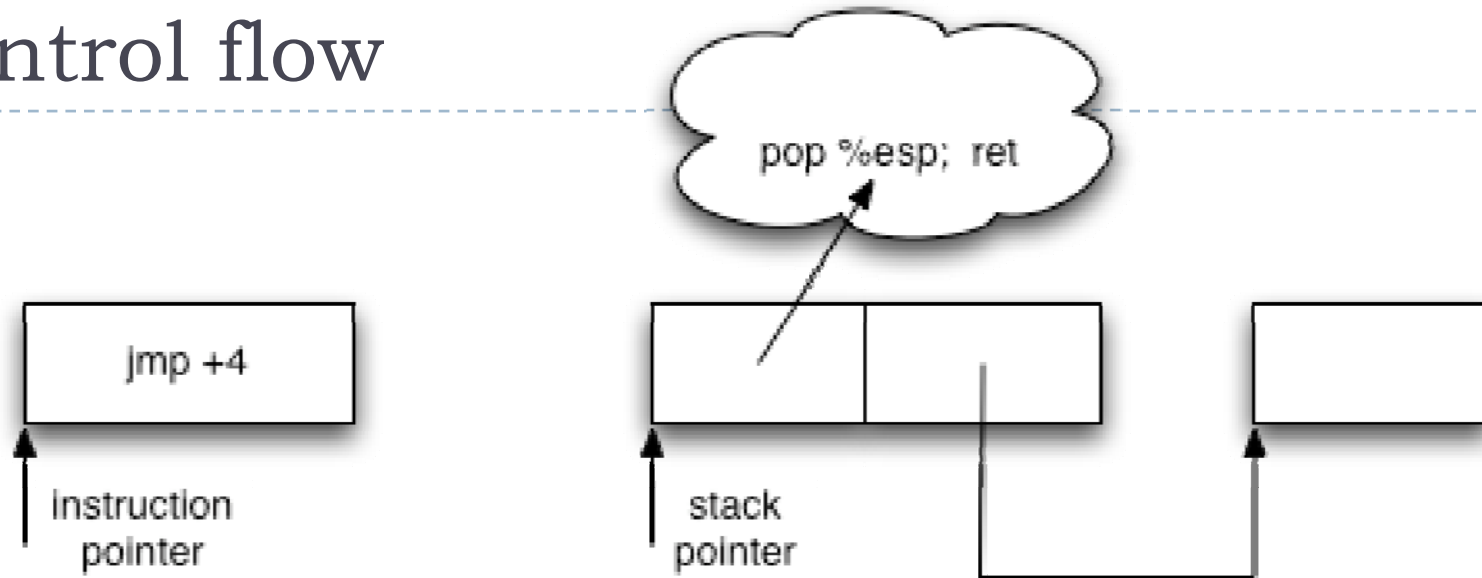 ntrol flow
pop %esp; ret
jmp +4
instruction
pointer
stack
pointer